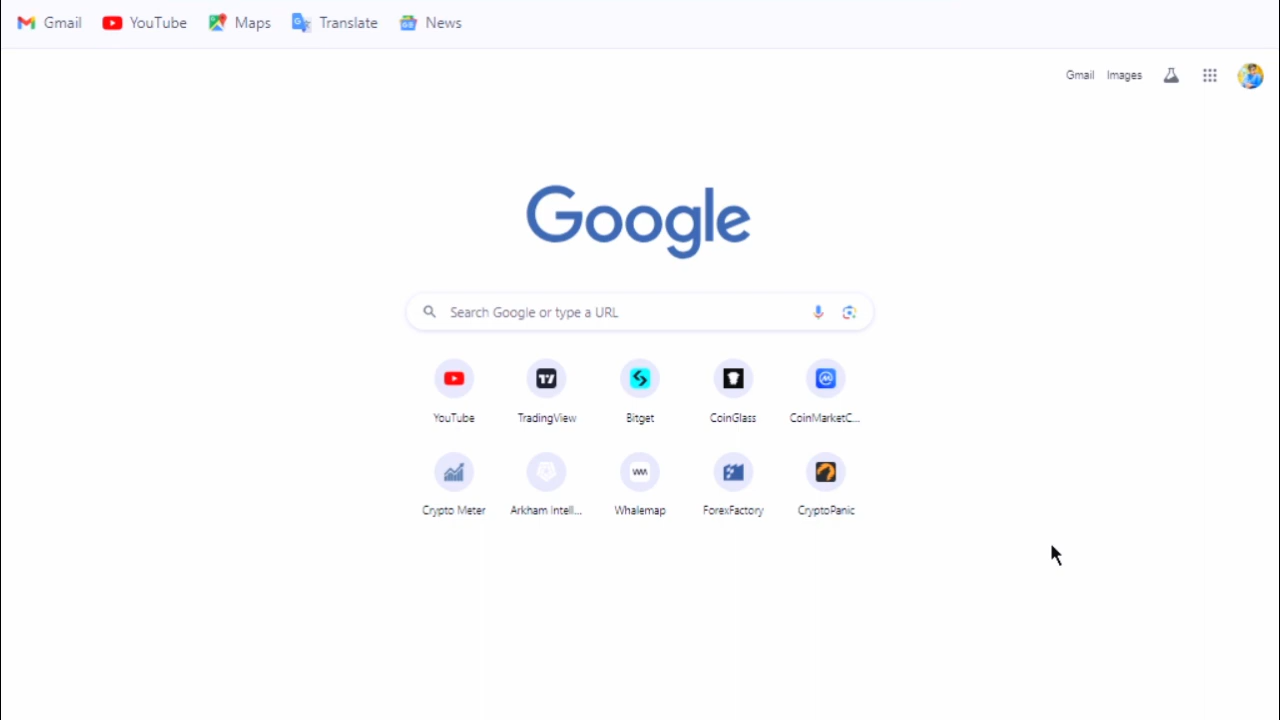 Gmail YouTube Maps Translate News
Gmail Images
Google
Search Google or type a URL
YouTube TradingView Bitget CoinGlass CoinMarketC...
Crypto Meter Arkham Intell... Whalemap ForexFactory CryptoPanic